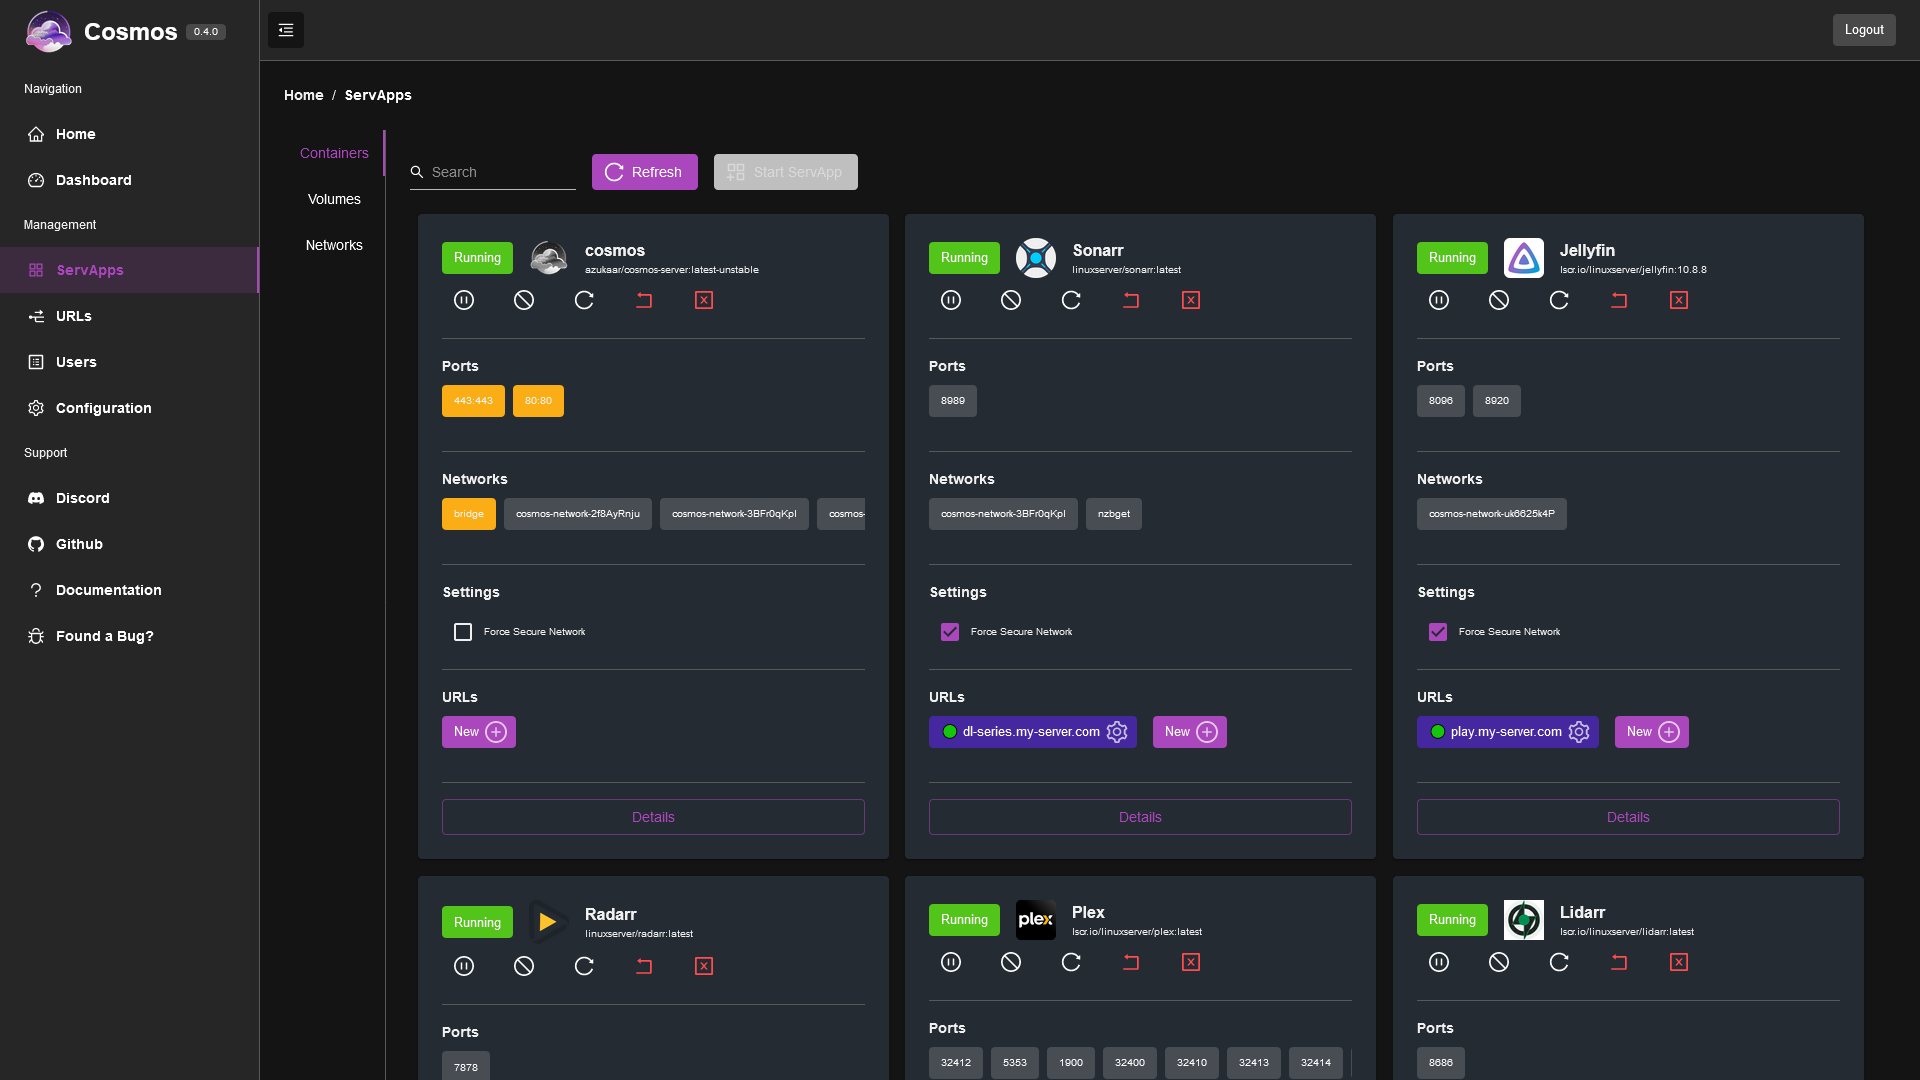 Cosmos 0.4.0
Logout
Navigation
Home
Dashboard
Management
ServApps
URLs
Users
Configuration
Support
Discord
Github
Documentation
Found a Bug?
Home / ServApps
Containers
Volumes
Networks
Search
Refresh
Start ServApp
Running
cosmos
azukaar/cosmos-server:latest-unstable
Ports
443:443 80:80
Networks
bridge cosmos-network-2f8AyRnju cosmos-network-3BFr0qKpl cosmos-
Settings
Force Secure Network
URLs
New
Details
Running
Sonarr
linuxserver/sonarr:latest
Ports
8989
Networks
cosmos-network-3BFr0qKpl nzbget
Settings
Force Secure Network
URLs
dl-series.my-server.com New
Details
Running
Jellyfin
lscr.io/linuxserver/jellyfin:10.8.8
Ports
8096 8920
Networks
cosmos-network-uk6625k4P
Settings
Force Secure Network
URLs
play.my-server.com New
Details
Running
Radarr
linuxserver/radarr:latest
Ports
7878
Running
plex
Plex
lscr.io/linuxserver/plex:latest
Ports
32412 5353 1900 32400 32410 32413 32414
Running
Lidarr
lscr.io/linuxserver/lidarr:latest
Ports
8686